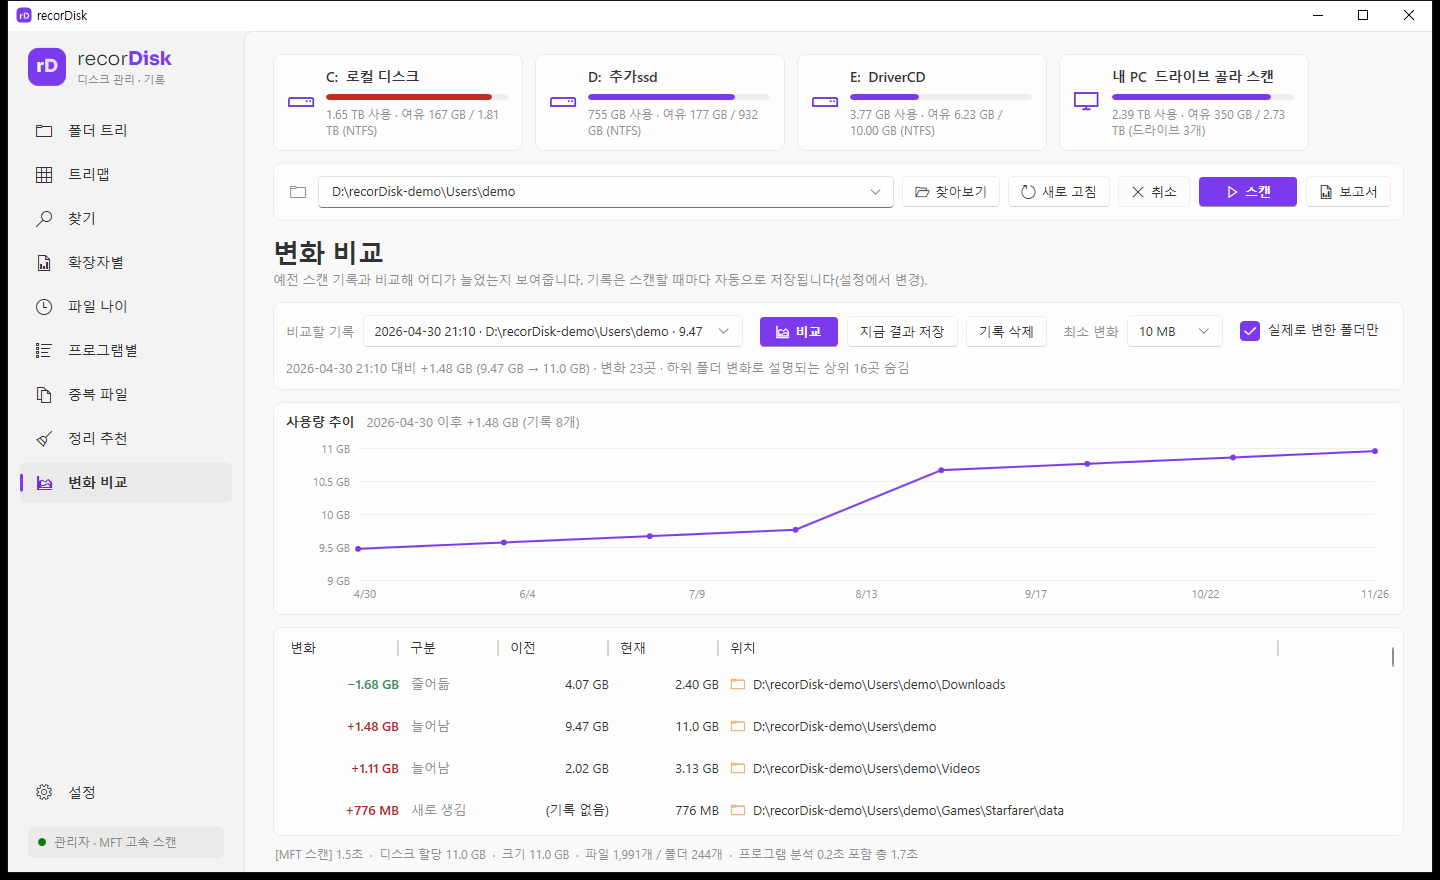 rD recorDisk
rD recorDisk
디스크 관리 · 기록
폴더 트리
트리맵
찾기
확장자별
파일 나이
프로그램별
중복 파일
정리 추천
변화 비교
설정
관리자 · MFT 고속 스캔
C: 로컬 디스크
1.65 TB 사용 · 여유 167 GB / 1.81
TB (NTFS)
D: 추가ssd
755 GB 사용 · 여유 177 GB / 932
GB (NTFS)
E: DriverCD
3.77 GB 사용 · 여유 6.23 GB /
10.00 GB (NTFS)
내 PC 드라이브 골라 스캔
2.39 TB 사용 · 여유 350 GB / 2.73
TB (드라이브 3개)
D:\recorDisk-demo\Users\demo 찾아보기 새로 고침 취소 스캔 보고서
변화 비교
예전 스캔 기록과 비교해 어디가 늘었는지 보여줍니다. 기록은 스캔할 때마다 자동으로 저장됩니다(설정에서 변경).
비교할 기록 2026-04-30 21:10 · D:\recorDisk-demo\Users\demo · 9.47 비교 지금 결과 저장 기록 삭제 최소 변화 10 MB 실제로 변한 폴더만
2026-04-30 21:10 대비 +1.48 GB (9.47 GB → 11.0 GB) · 변화 23곳 · 하위 폴더 변화로 설명되는 상위 16곳 숨김
사용량 추이 2026-04-30 이후 +1.48 GB (기록 8개)
11 GB
10.5 GB
10 GB
9.5 GB
9 GB
4/30 6/4 7/9 8/13 9/17 10/22 11/26
변화 구분 이전 현재 위치
−1.68 GB 줄어듦 4.07 GB 2.40 GB D:\recorDisk-demo\Users\demo\Downloads
+1.48 GB 늘어남 9.47 GB 11.0 GB D:\recorDisk-demo\Users\demo
+1.11 GB 늘어남 2.02 GB 3.13 GB D:\recorDisk-demo\Users\demo\Videos
+776 MB 새로 생김 (기록 없음) 776 MB D:\recorDisk-demo\Users\demo\Games\Starfarer\data
[MFT 스캔] 1.5초 · 디스크 할당 11.0 GB · 크기 11.0 GB · 파일 1,991개 / 폴더 244개 · 프로그램 분석 0.2초 포함 총 1.7초